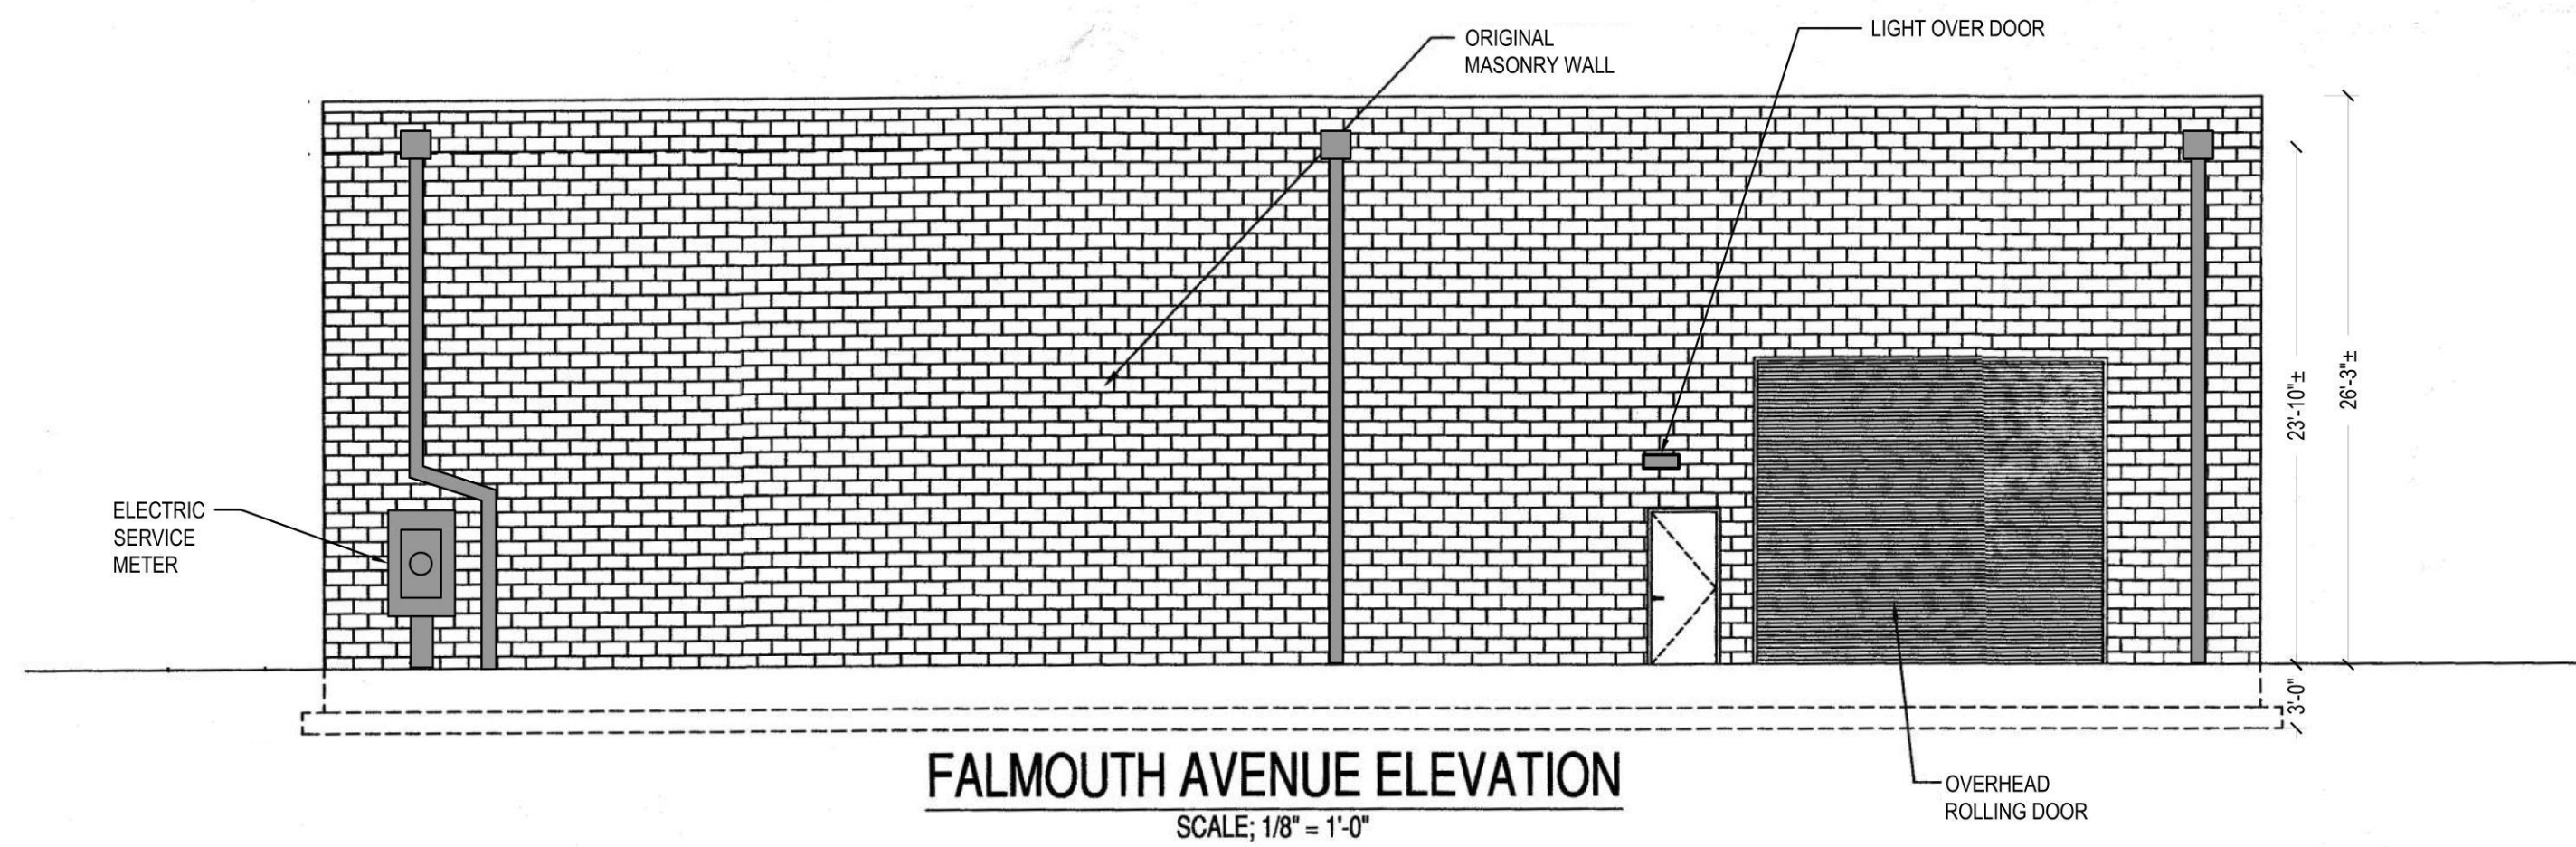 ORIGINAL
MASONRY WALL
LIGHT OVER DOOR
ELECTRIC
SERVICE
METER
23'-10"±
26'-3"±
3'-0"
OVERHEAD
ROLLING DOOR
FALMOUTH AVENUE ELEVATION
SCALE; 1/8" = 1'-0"